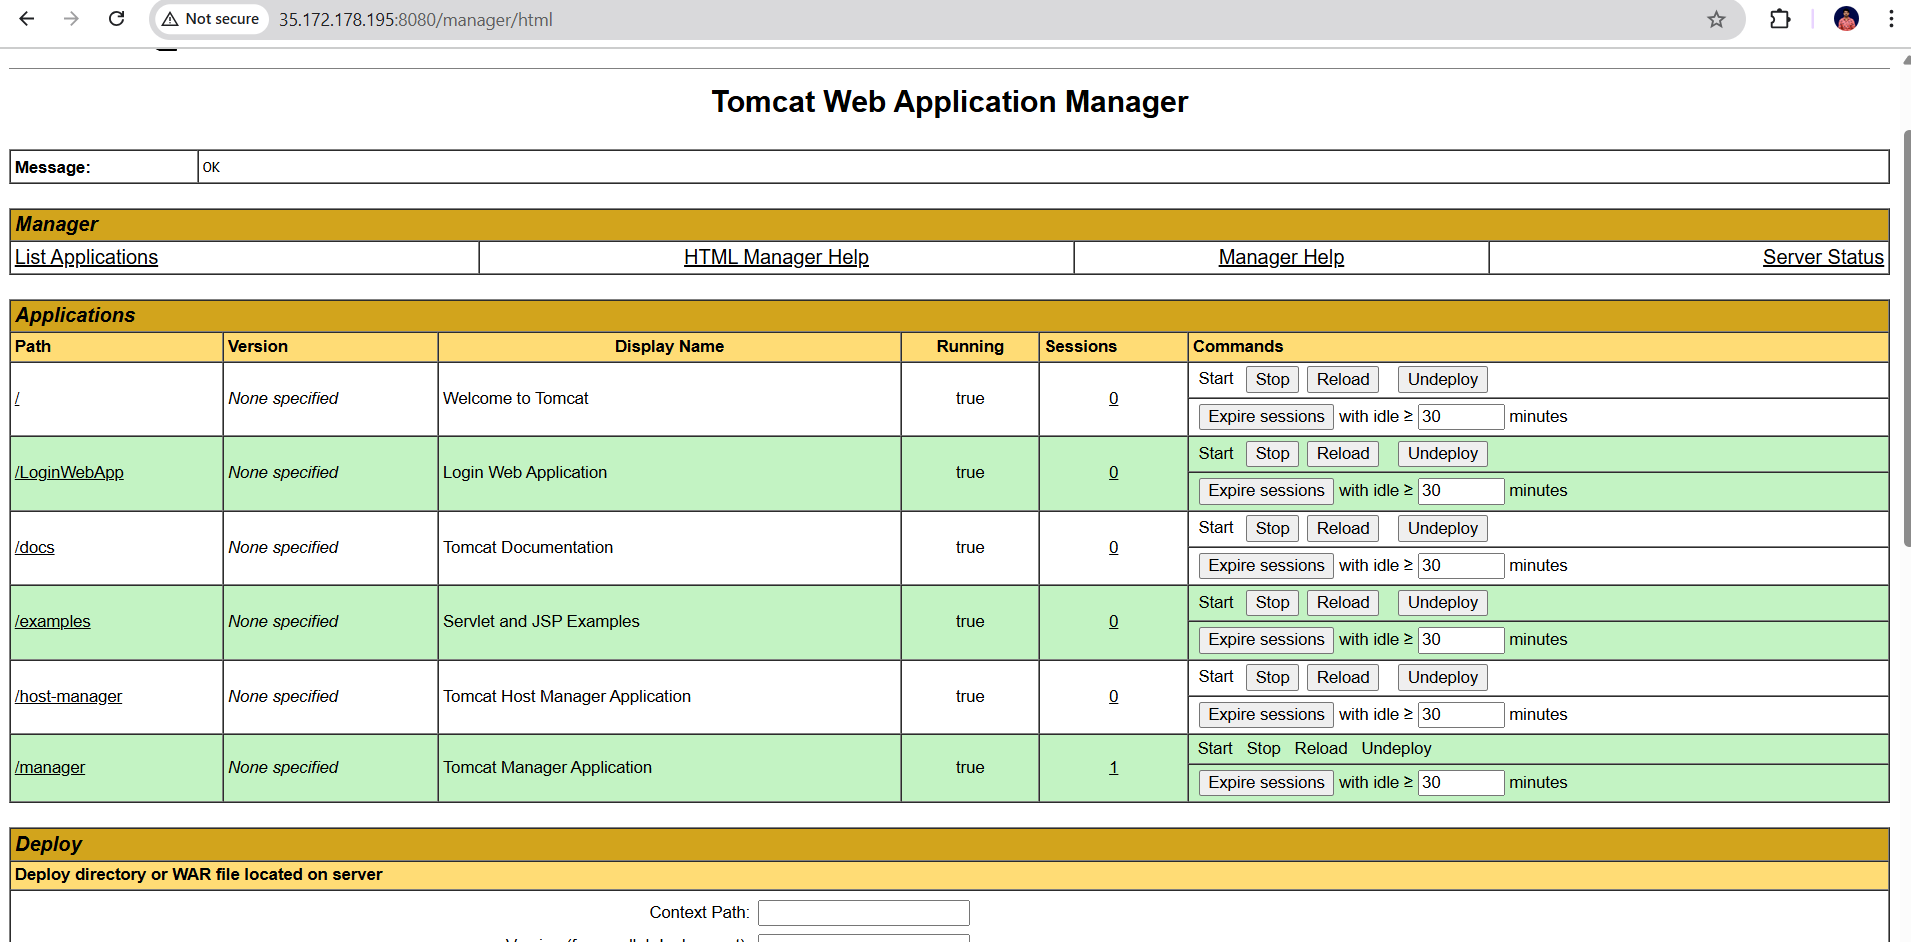 Not secure 35.172.178.195:8080/manager/html
Tomcat Web Application Manager
Message: OK
Manager
List Applications HTML Manager Help Manager Help Server Status
Applications
Path Version Display Name Running Sessions Commands
/ None specified Welcome to Tomcat true 0 Start Stop Reload Undeploy
Expire sessions with idle ≥ 30 minutes
/LoginWebApp None specified Login Web Application true 0 Start Stop Reload Undeploy
Expire sessions with idle ≥ 30 minutes
/docs None specified Tomcat Documentation true 0 Start Stop Reload Undeploy
Expire sessions with idle ≥ 30 minutes
/examples None specified Servlet and JSP Examples true 0 Start Stop Reload Undeploy
Expire sessions with idle ≥ 30 minutes
/host-manager None specified Tomcat Host Manager Application true 0 Start Stop Reload Undeploy
Expire sessions with idle ≥ 30 minutes
/manager None specified Tomcat Manager Application true 1 Start Stop Reload Undeploy
Expire sessions with idle ≥ 30 minutes
Deploy
Deploy directory or WAR file located on server
Context Path: